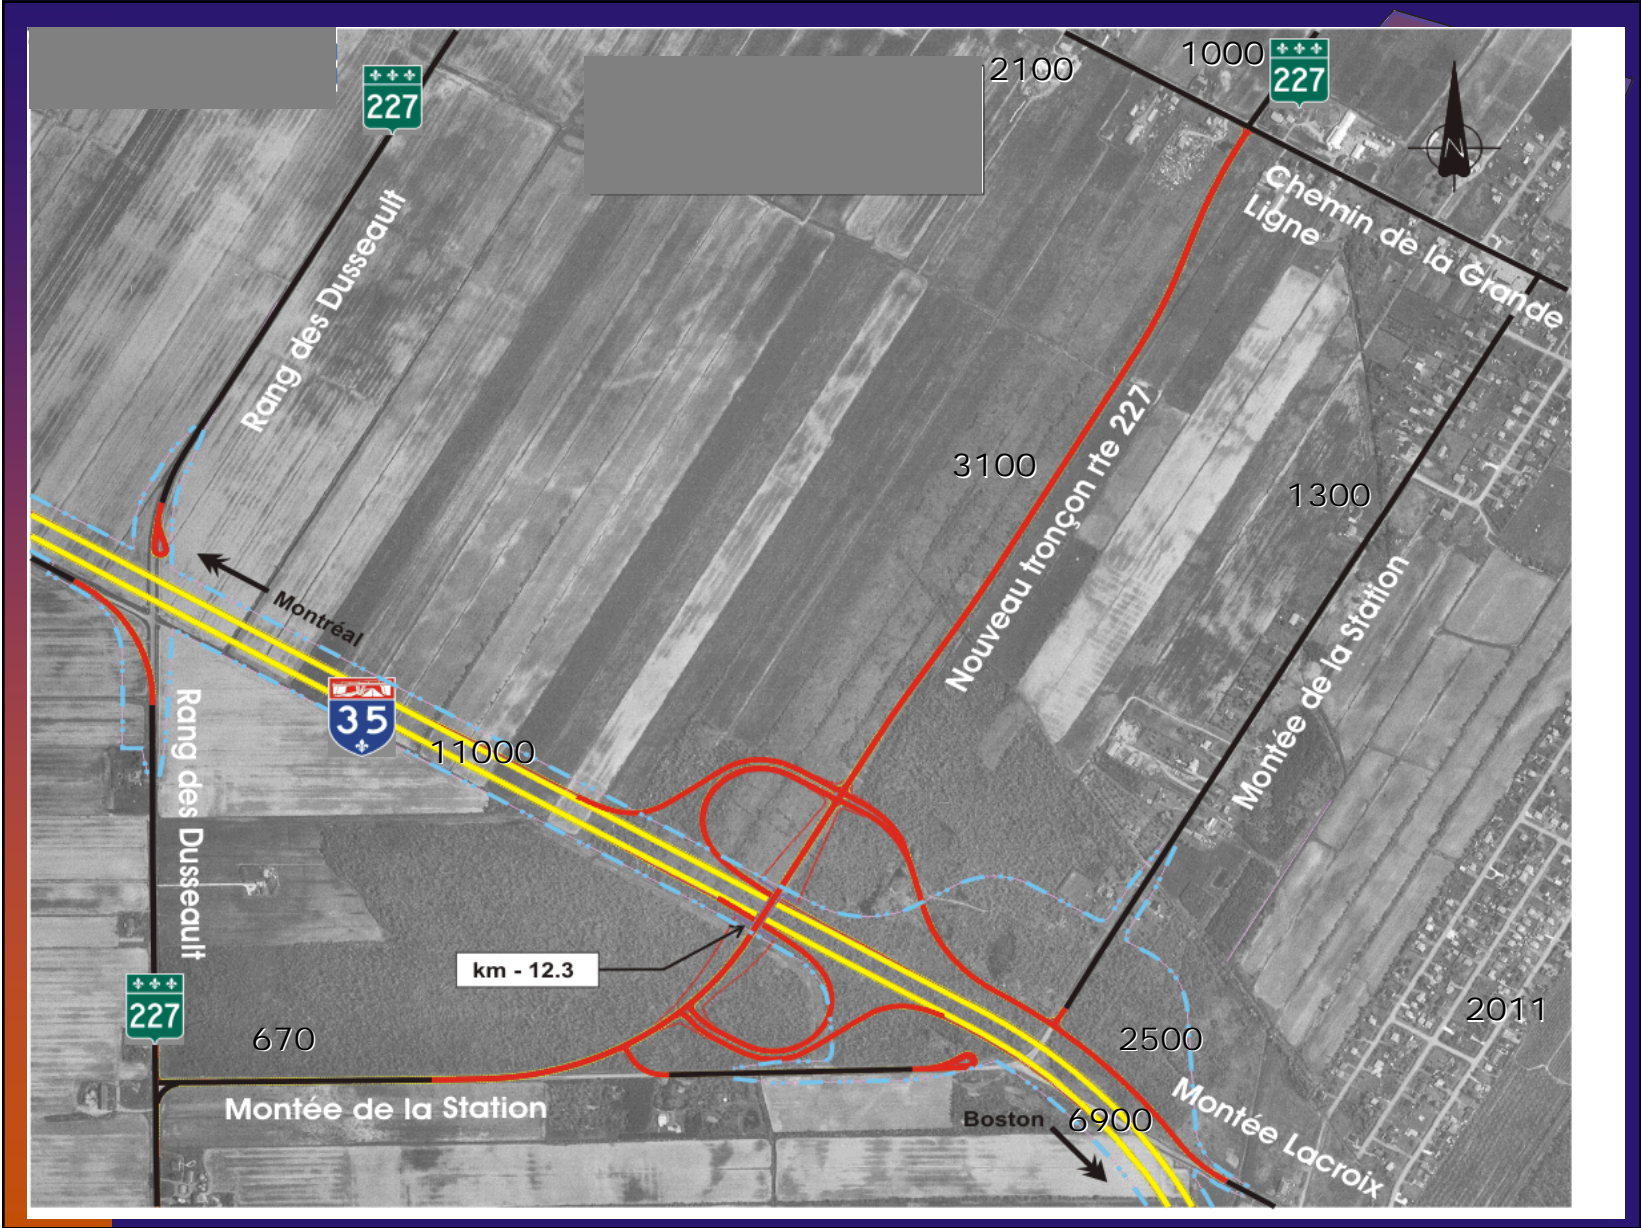 1000
2100
227
227
N
Chemin de la Grande
Ligne
Rang des Dusseault
3100
Nouveau tronçon rte 227
1300
Montréal
Montée de la Station
35
11000
Rang des Dusseault
km - 12.3
227
670
2500
2011
Montée de la Station
Boston
6900
Montée Lacroix